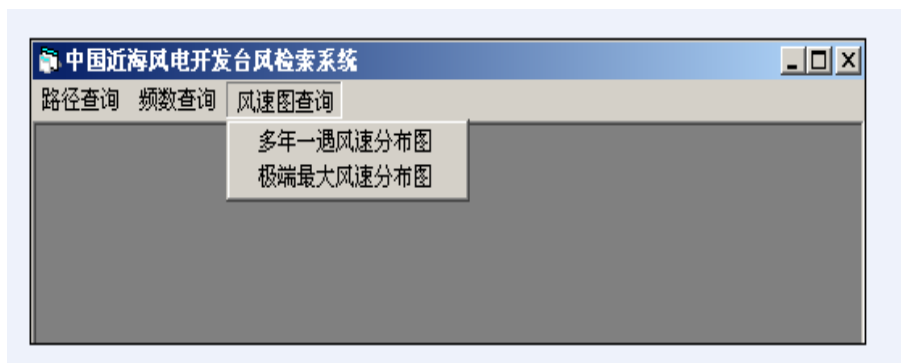 中国近海风电开发台风检索系统
路径查询 频数查询 风速图查询
多年一遇风速分布图
极端最大风速分布图